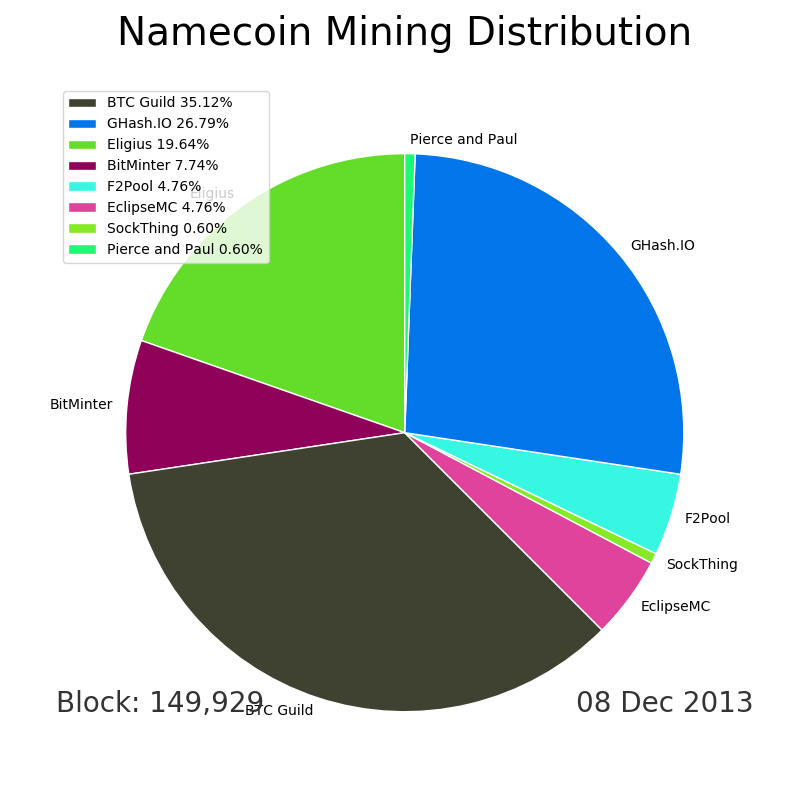 Namecoin Mining Distribution
BTC Guild 35.12%
GHash.IO 26.79%
Eligius 19.64%
BitMinter 7.74%
F2Pool 4.76%
EclipseMC 4.76%
SockThing 0.60%
Pierce and Paul 0.60%
Pierce and Paul
Eligius
GHash.IO
BitMinter
F2Pool
SockThing
EclipseMC
Block: 149,929
BTC Guild
08 Dec 2013